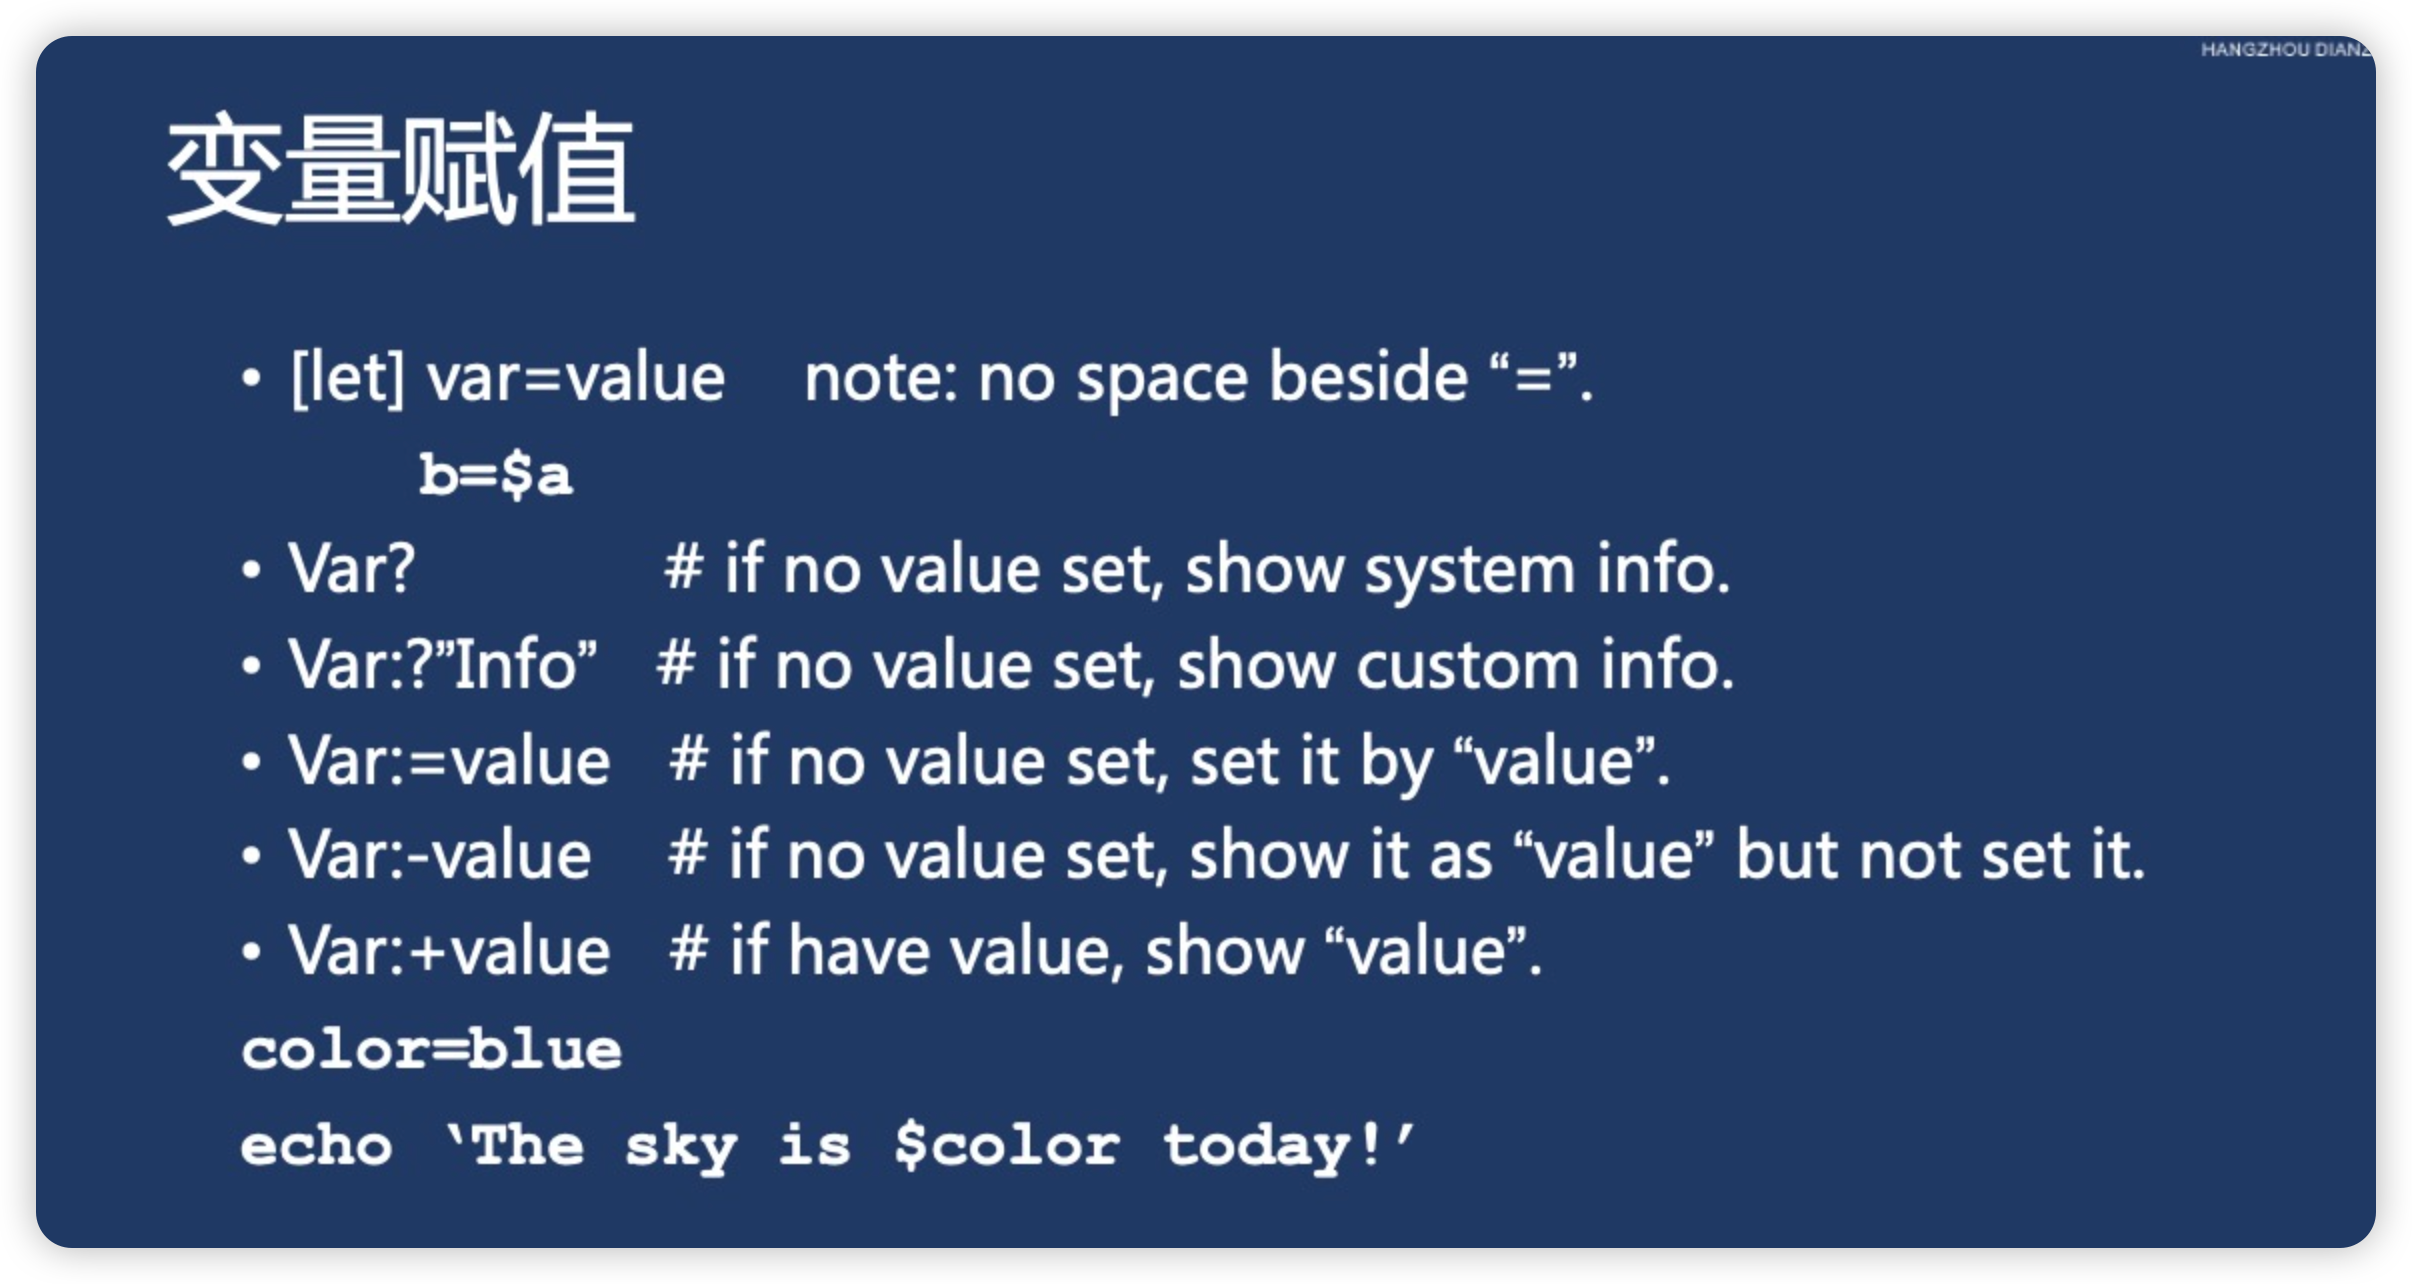 HANGZHOU DIANZ
变量赋值
• [let] var=value note: no space beside “=”.
b=$a
• Var? # if no value set, show system info.
• Var:?”Info” # if no value set, show custom info.
• Var:=value # if no value set, set it by “value”.
• Var:-value # if no value set, show it as “value” but not set it.
• Var:+value # if have value, show “value”.
color=blue
echo ‘The sky is $color today!’